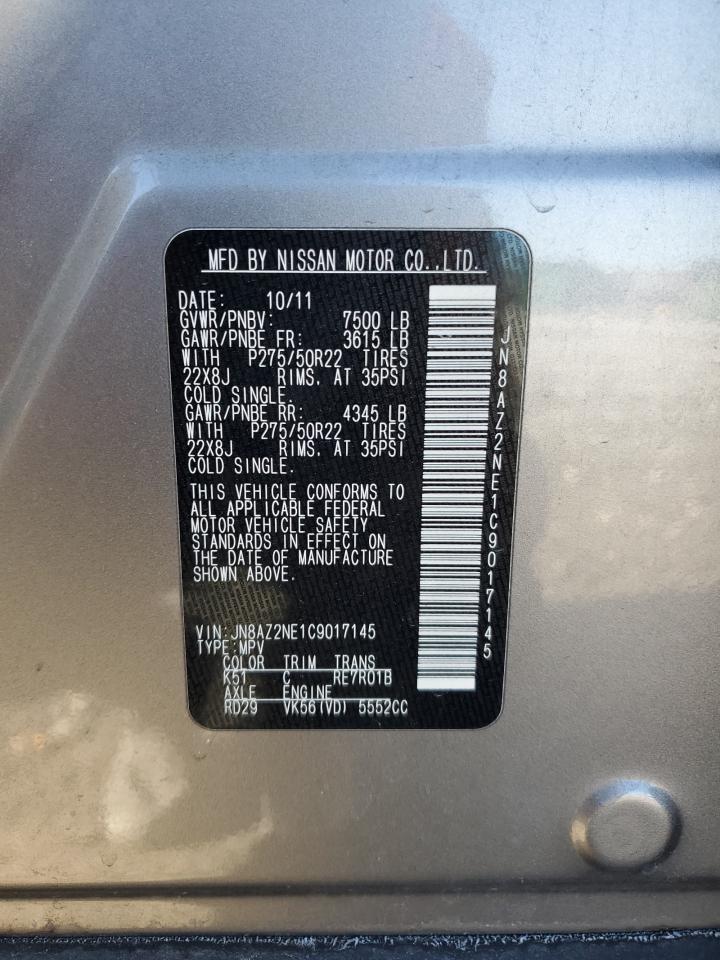 MFD BY NISSAN MOTOR CO.,LTD.
DATE: 10/11
GVWR/PNBV: 7500 LB
GAWR/PNBE FR: 3615 LB
WITH P275/50R22 TIRES
22X8J RIMS. AT 35PSI
COLD SINGLE.
GAWR/PNBE RR: 4345 LB
WITH P275/50R22 TIRES
22X8J RIMS. AT 35PSI
COLD SINGLE.
THIS VEHICLE CONFORMS TO
ALL APPLICABLE FEDERAL
MOTOR VEHICLE SAFETY
STANDARDS IN EFFECT ON
THE DATE OF MANUFACTURE
SHOWN ABOVE.
VIN: JN8AZ2NE1C9017145
TYPE: MPV
COLOR TRIM TRANS
K51 C RE7R01B
AXLE ENGINE
RD29 VK56(VD) 5552CC
JN8AZ2NE1C9017145